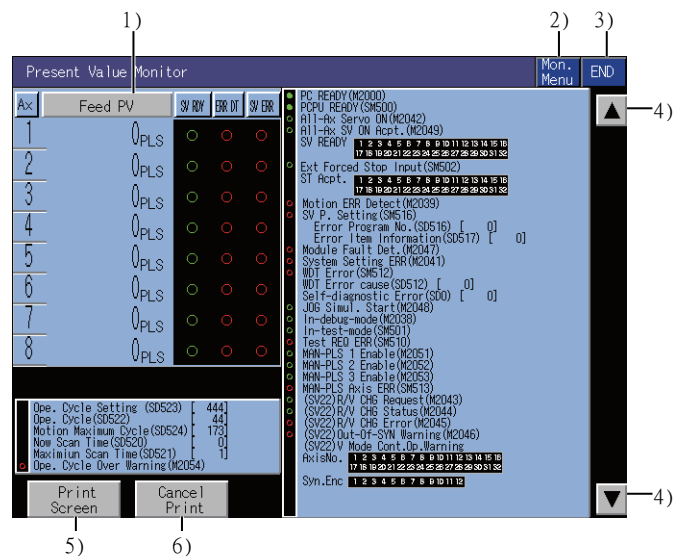 1)
2)
3)
Present Value Monitor
Mon. Menu
END
Ax
Feed PV
SV RDY
ERR DT
SV ERR
1 0PLS
2 0PLS
3 0PLS
4 0PLS
5 0PLS
6 0PLS
7 0PLS
8 0PLS
Ope. Cycle Setting (SD523) [ 444]
Ope. Cycle(SD522) [ 44]
Motion Maximum Cycle(SD524) [ 173]
Now Scan Time(SD520) [ 0]
Maximiun Scan Time(SD521) [ 1]
Ope. Cycle Over Warning(M2054)
PC READY(M2000)
PCPU READY(SM500)
All-Ax Servo ON(M2042)
All-Ax SV ON Acpt.(M2049)
SV READY 1 2 3 4 5 6 7 8 9 10 11 12 13 14 15 16
17 18 19 20 21 22 23 24 25 26 27 28 29 30 31 32
Ext Forced Stop Input(SM502)
ST Acpt. 1 2 3 4 5 6 7 8 9 10 11 12 13 14 15 16
17 18 19 20 21 22 23 24 25 26 27 28 29 30 31 32
Motion ERR Detect(M2039)
SV P. Setting(SM516)
Error Program No.(SD516) [ 0]
Error Item Information(SD517) [ 0]
Module Fault Det.(M2047)
System Setting ERR(M2041)
WDT Error(SM512)
WDT Error cause(SD512) [ 0]
Self-diagnostic Error(SD0) [ 0]
JOG Simul. Start(M2048)
In-debug-mode(M2038)
In-test-mode(SM501)
Test REQ ERR(SM510)
MAN-PLS 1 Enable(M2051)
MAN-PLS 2 Enable(M2052)
MAN-PLS 3 Enable(M2053)
MAN-PLS Axis ERR(SM513)
(SV22)R/V CHG Request(M2043)
(SV22)R/V CHG Status(M2044)
(SV22)R/V CHG Error(M2045)
(SV22)Out-Of-SYN Warning(M2046)
(SV22)V Mode Cont.Op.Warning
AxisNo. 1 2 3 4 5 6 7 8 9 10 11 12 13 14 15 16
17 18 19 20 21 22 23 24 25 26 27 28 29 30 31 32
Syn.Enc 1 2 3 4 5 6 7 8 9 10 11 12
4)
4)
Print Screen
Cancel Print
5)
6)